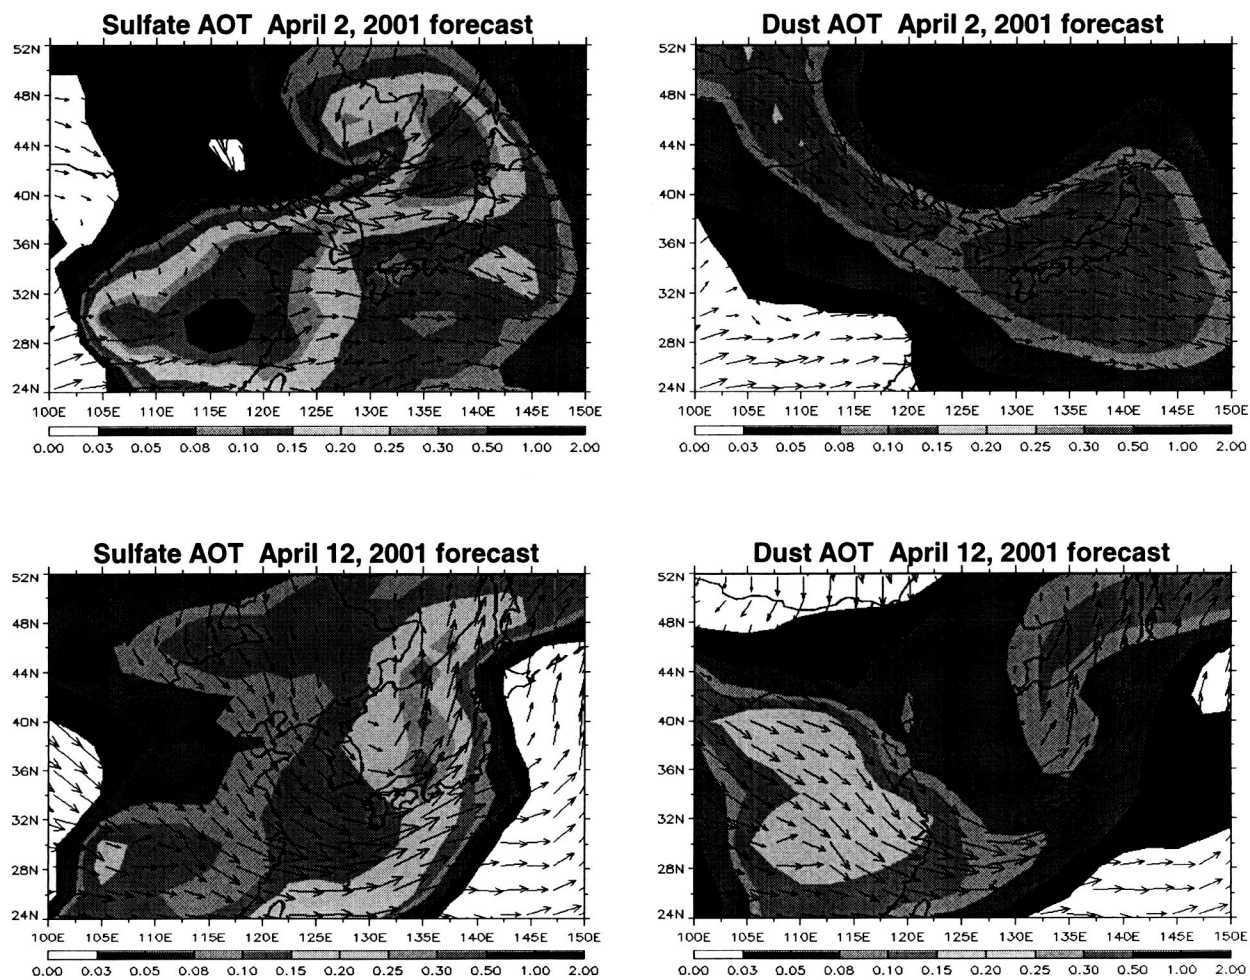 Sulfate AOT April 2, 2001 forecast
52N
48N
44N
40N
36N
32N
28N
24N
100E 105E 110E 115E 120E 125E 130E 135E 140E 145E 150E
0.00 0.03 0.05 0.08 0.10 0.15 0.20 0.25 0.30 0.50 1.00 2.00
Dust AOT April 2, 2001 forecast
52N
48N
44N
40N
36N
32N
28N
24N
100E 105E 110E 115E 120E 125E 130E 135E 140E 145E 150E
0.00 0.03 0.05 0.08 0.10 0.15 0.20 0.25 0.30 0.50 1.00 2.00
Sulfate AOT April 12, 2001 forecast
52N
48N
44N
40N
36N
32N
28N
24N
100E 105E 110E 115E 120E 125E 130E 135E 140E 145E 150E
0.00 0.03 0.05 0.08 0.10 0.15 0.20 0.25 0.30 0.50 1.00 2.00
Dust AOT April 12, 2001 forecast
52N
48N
44N
40N
36N
32N
28N
24N
100E 105E 110E 115E 120E 125E 130E 135E 140E 145E 150E
0.00 0.03 0.05 0.08 0.10 0.15 0.20 0.25 0.30 0.50 1.00 2.00